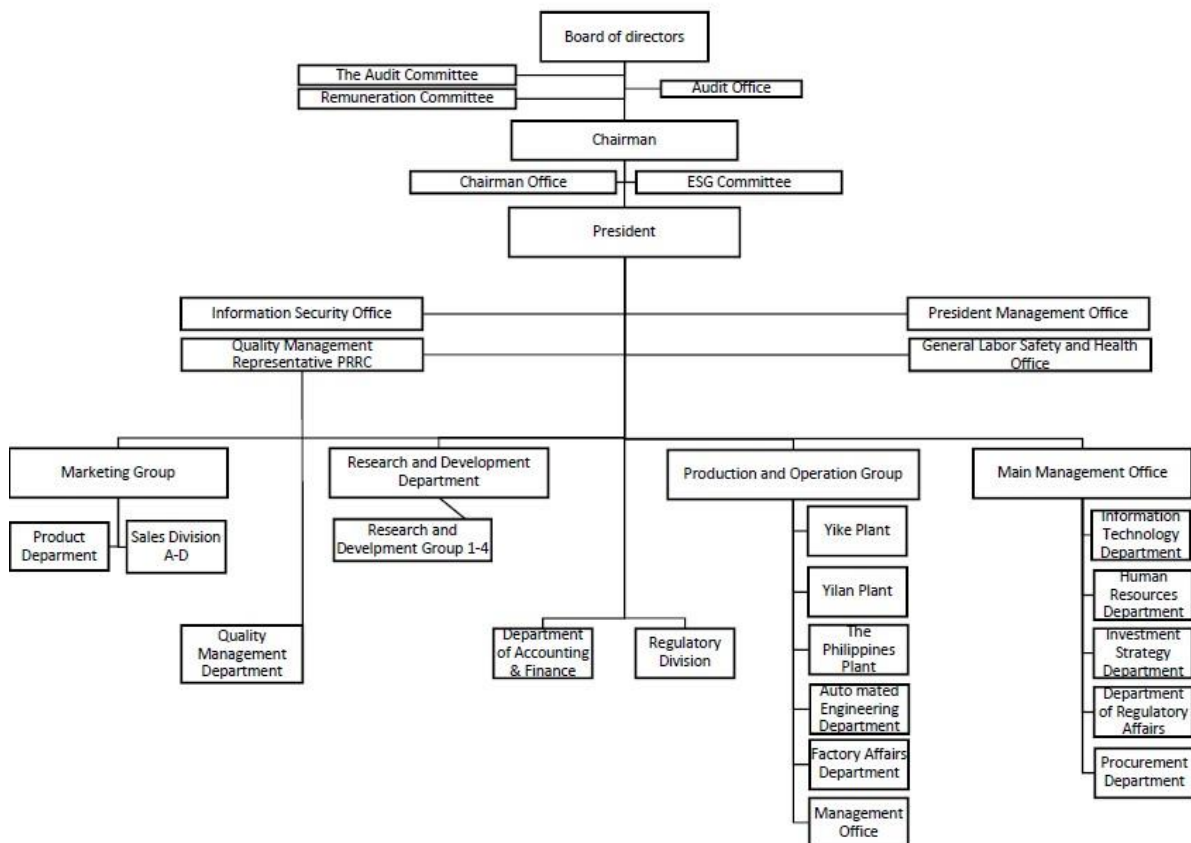 Board of directors
The Audit Committee
Remuneration Committee
Audit Office
Chairman
Chairman Office
ESG Committee
President
Information Security Office
President Management Office
Quality Management
Representative PRRC
General Labor Safety and Health
Office
Marketing Group
Research and Development
Department
Production and Operation Group
Main Management Office
Product
Deparment
Sales Division
A-D
Research and
Develpment Group 1-4
Quality
Management
Department
Department
of Accounting
& Finance
Regulatory
Division
Yike Plant
Yilan Plant
The
Philippines
Plant
Auto mated
Engineering
Department
Factory Affairs
Department
Management
Office
Information
Technology
Department
Human
Resources
Department
Investment
Strategy
Department
Department
of Regulatory
Affairs
Procurement
Department